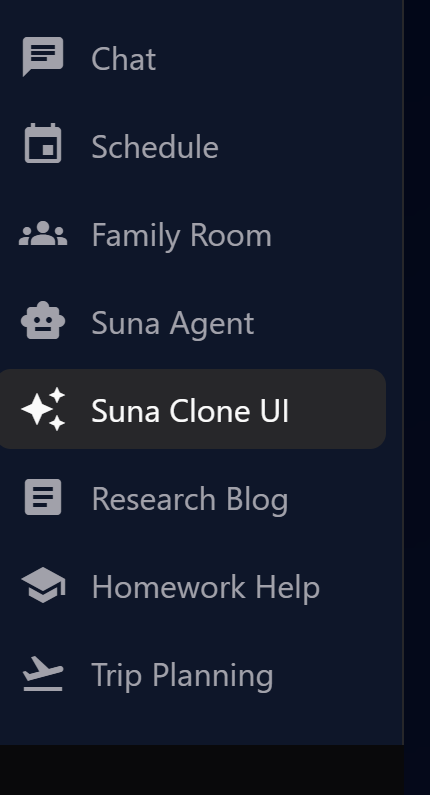 Chat
Schedule
Family Room
Suna Agent
Suna Clone UI
Research Blog
Homework Help
Trip Planning